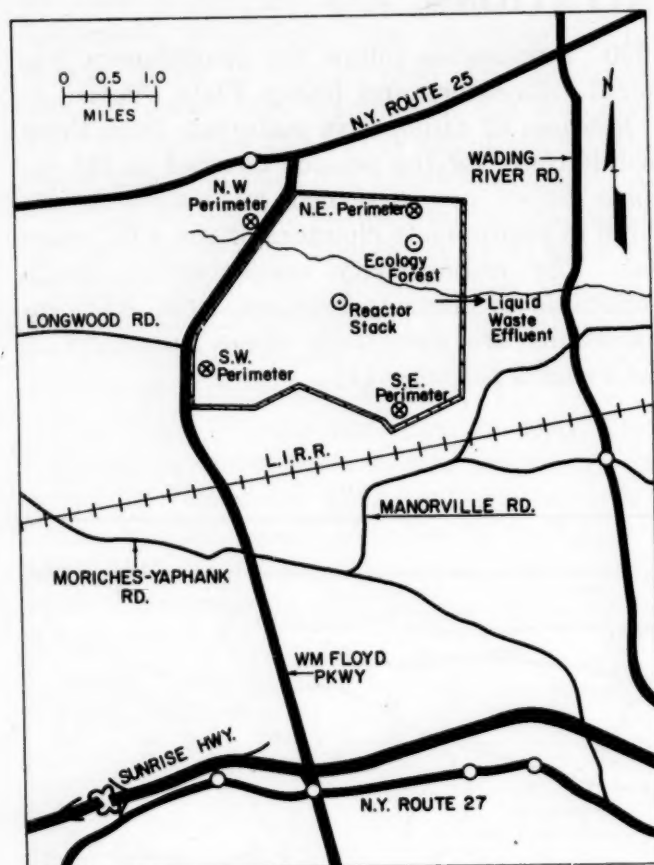 0 0.5 1.0
MILES
N.Y. ROUTE 25
N
WADING
RIVER RD.
N.W
Perimeter
N.E. Perimeter
Ecology
Forest
Liquid
Waste
Effluent
Reactor
Stack
LONGWOOD RD.
S.W.
Perimeter
S.E.
Perimeter
L.I.R.R.
MANORVILLE RD.
MORICHES-YAPHANK
RD.
WM FLOYD
PKWY
SUNRISE HWY.
N.Y. ROUTE 27